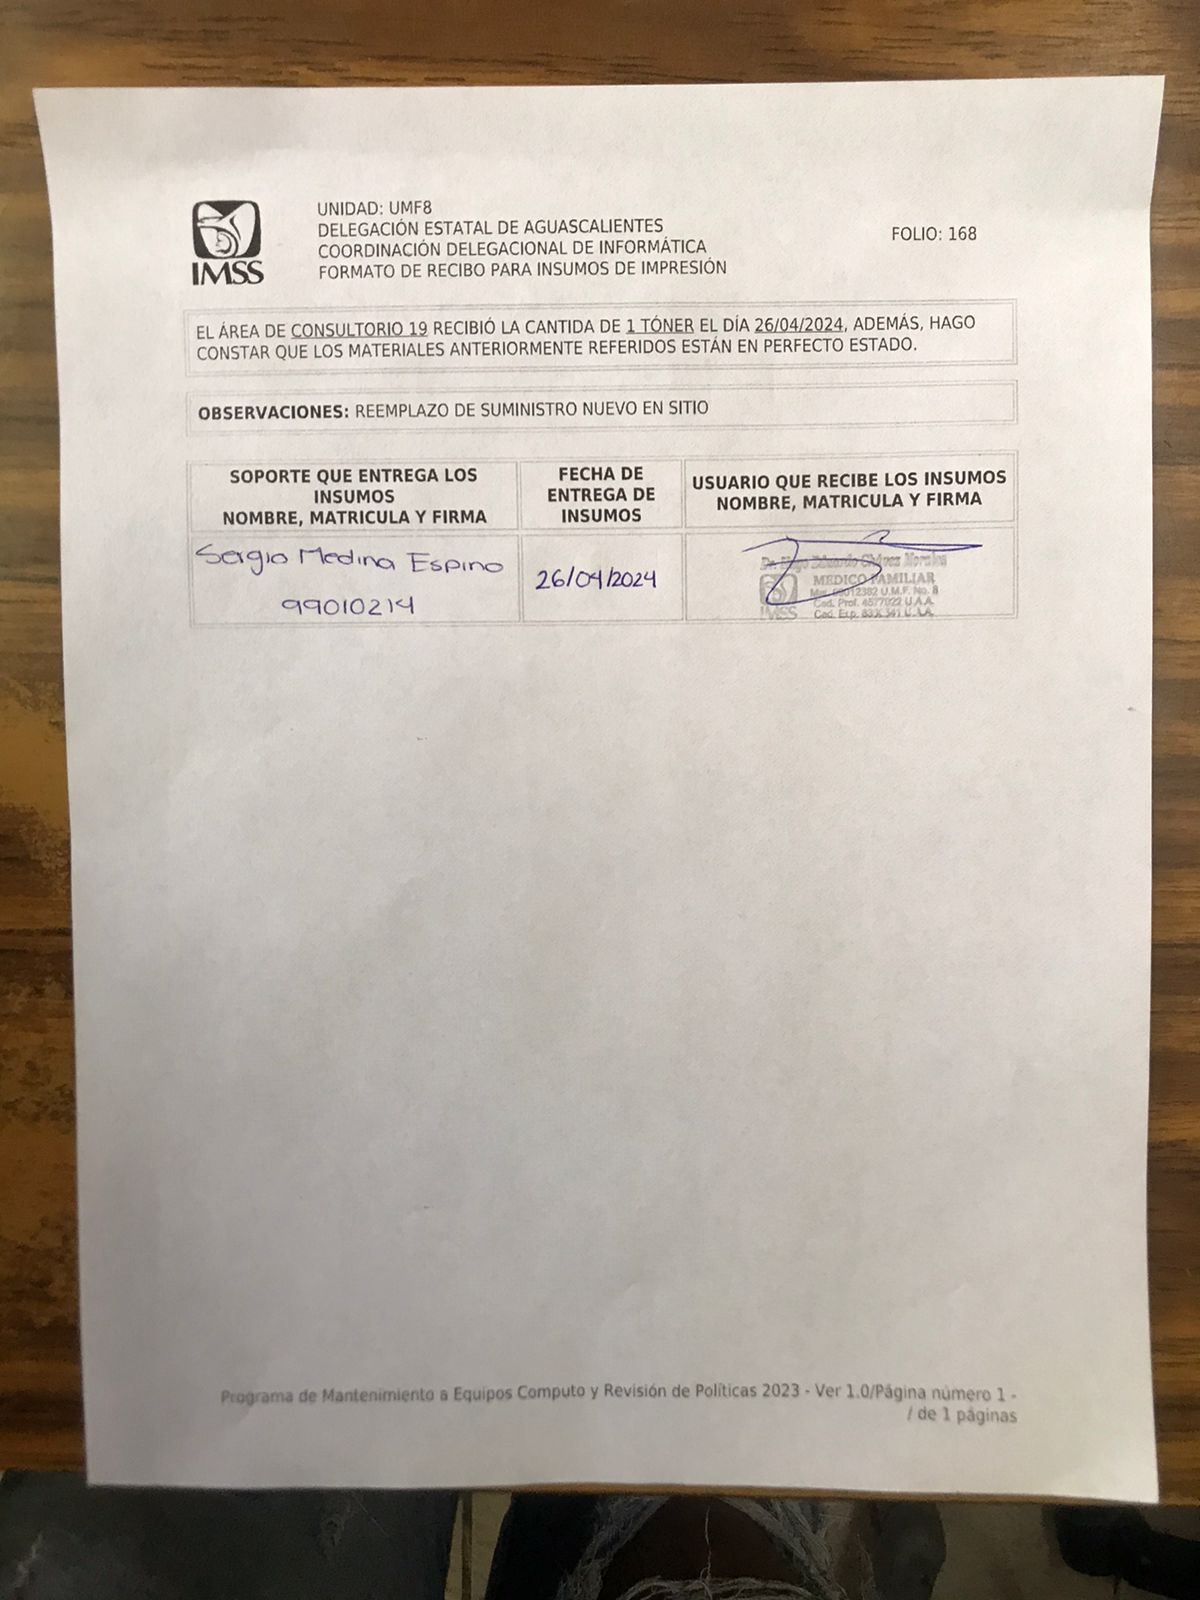 IMSS
UNIDAD: UMF8
DELEGACIÓN ESTATAL DE AGUASCALIENTES
COORDINACIÓN DELEGACIONAL DE INFORMÁTICA
FORMATO DE RECIBO PARA INSUMOS DE IMPRESIÓN
FOLIO: 168
EL ÁREA DE CONSULTORIO 19 RECIBIÓ LA CANTIDA DE 1 TÓNER EL DÍA 26/04/2024, ADEMÁS, HAGO
CONSTAR QUE LOS MATERIALES ANTERIORMENTE REFERIDOS ESTÁN EN PERFECTO ESTADO.
OBSERVACIONES: REEMPLAZO DE SUMINISTRO NUEVO EN SITIO
SOPORTE QUE ENTREGA LOS
INSUMOS
NOMBRE, MATRICULA Y FIRMA
FECHA DE
ENTREGA DE
INSUMOS
USUARIO QUE RECIBE LOS INSUMOS
NOMBRE, MATRICULA Y FIRMA
Sergio Medina Espino
99010214
26/04/2024
Dr. Hugo Eduardo Chávez Morales
MEDICO FAMILIAR
U.M.F. No. 8
Ced. Prof. 4577022 U.A.A.
Ced. Esp.
IMSS
Programa de Mantenimiento a Equipos Computo y Revisión de Políticas 2023 - Ver 1.0/Página número 1 -
/ de 1 páginas